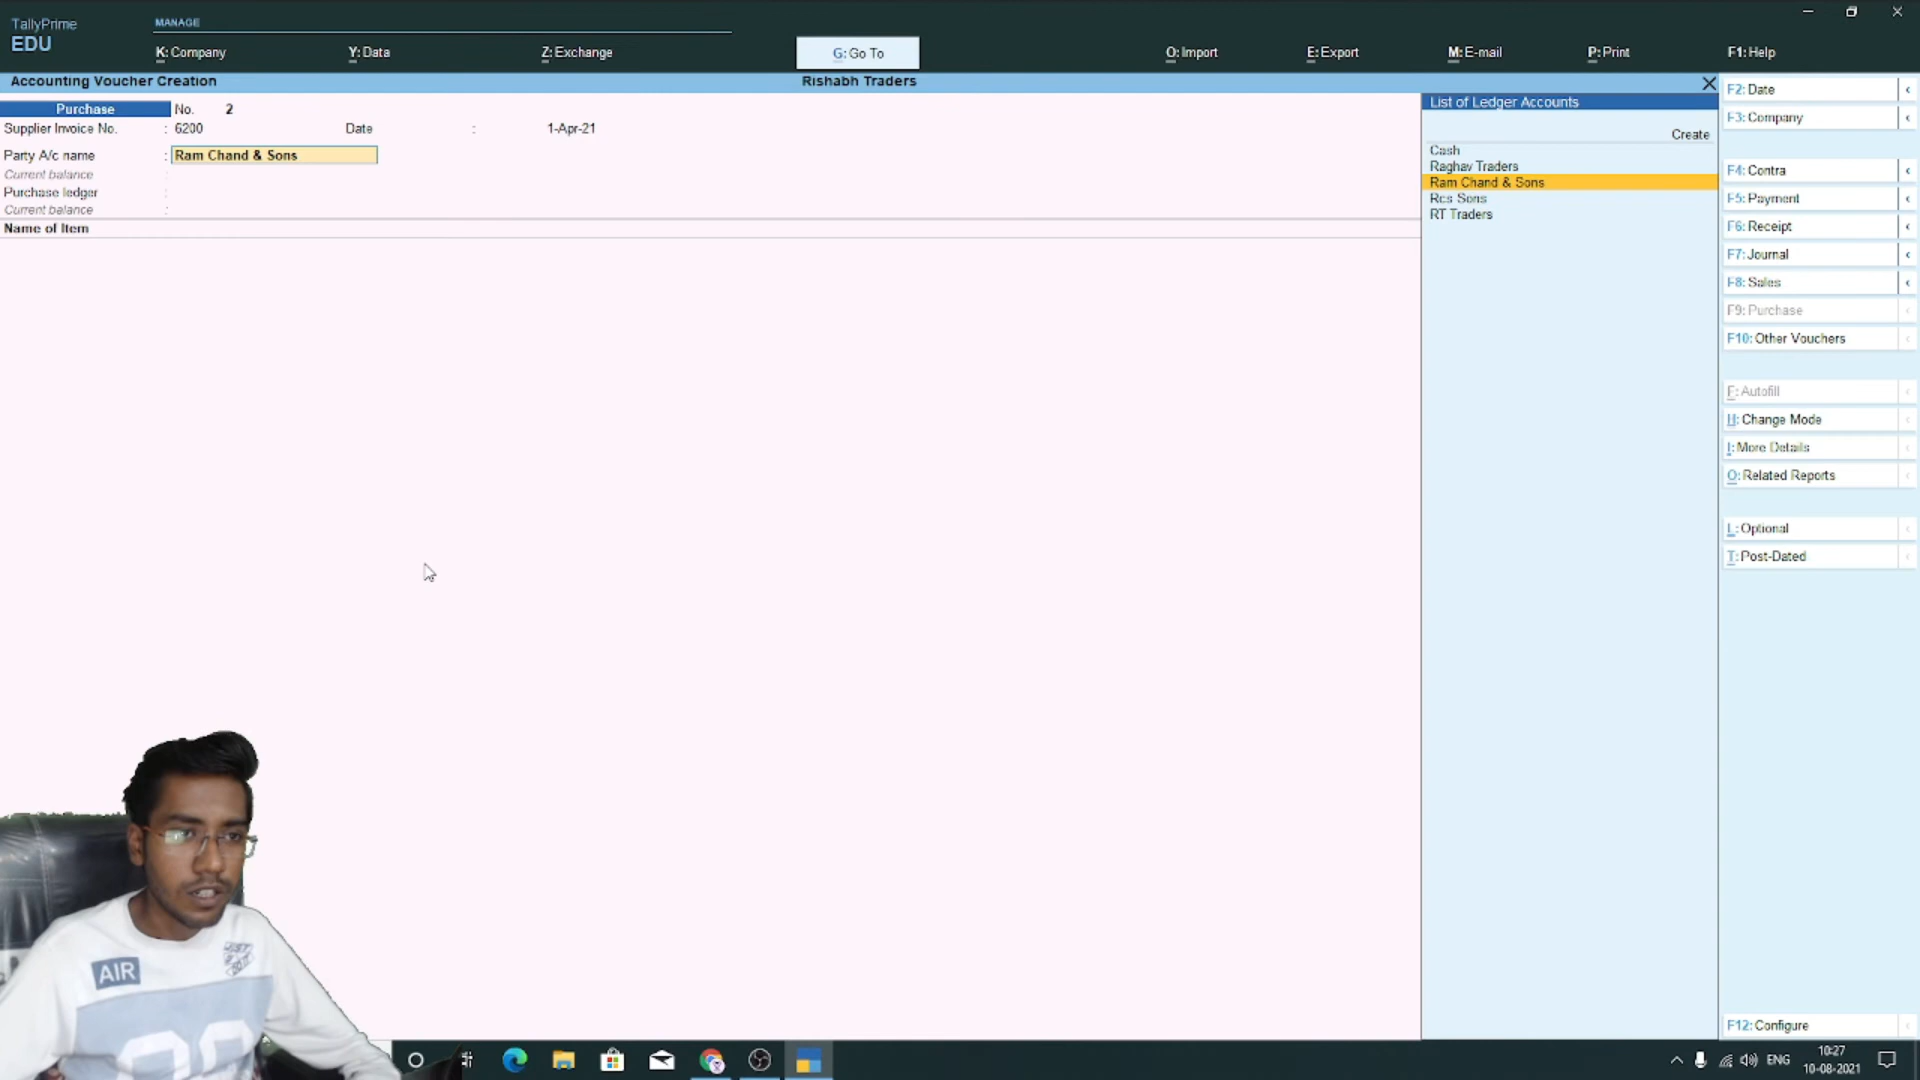 TallyPrime
EDU
MANAGE
K: Company
Y: Data
Z: Exchange
G: Go To
O: Import
E: Export
M: E-mail
P: Print
F1: Help
Accounting Voucher Creation
Rishabh Traders
Purchase No. 2
Supplier Invoice No. : 6200 Date : 1-Apr-21
Party A/c name : Ram Chand & Sons
Current balance :
Purchase ledger :
Current balance :
Name of Item
List of Ledger Accounts
Create
Cash
Raghav Traders
Ram Chand & Sons
Rcs Sons
RT Traders
F2: Date
F3: Company
F4: Contra
F5: Payment
F6: Receipt
F7: Journal
F8: Sales
F9: Purchase
F10: Other Vouchers
F: Autofill
H: Change Mode
I: More Details
O: Related Reports
L: Optional
T: Post-Dated
F12: Configure
AIR
ENG
10:27
10-08-2021